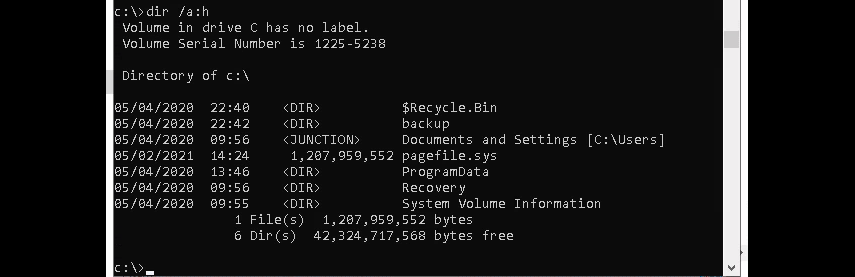 c:\>dir /a:h
Volume in drive C has no label.
Volume Serial Number is 1225-5238
Directory of c:\
05/04/2020  22:40    <DIR>          $Recycle.Bin
05/04/2020  22:42    <DIR>          backup
05/04/2020  09:56    <JUNCTION>     Documents and Settings [C:\Users]
05/02/2021  14:24     1,207,959,552 pagefile.sys
05/04/2020  13:46    <DIR>          ProgramData
05/04/2020  09:56    <DIR>          Recovery
05/04/2020  09:55    <DIR>          System Volume Information
1 File(s)  1,207,959,552 bytes
6 Dir(s)  42,324,717,568 bytes free
c:\>